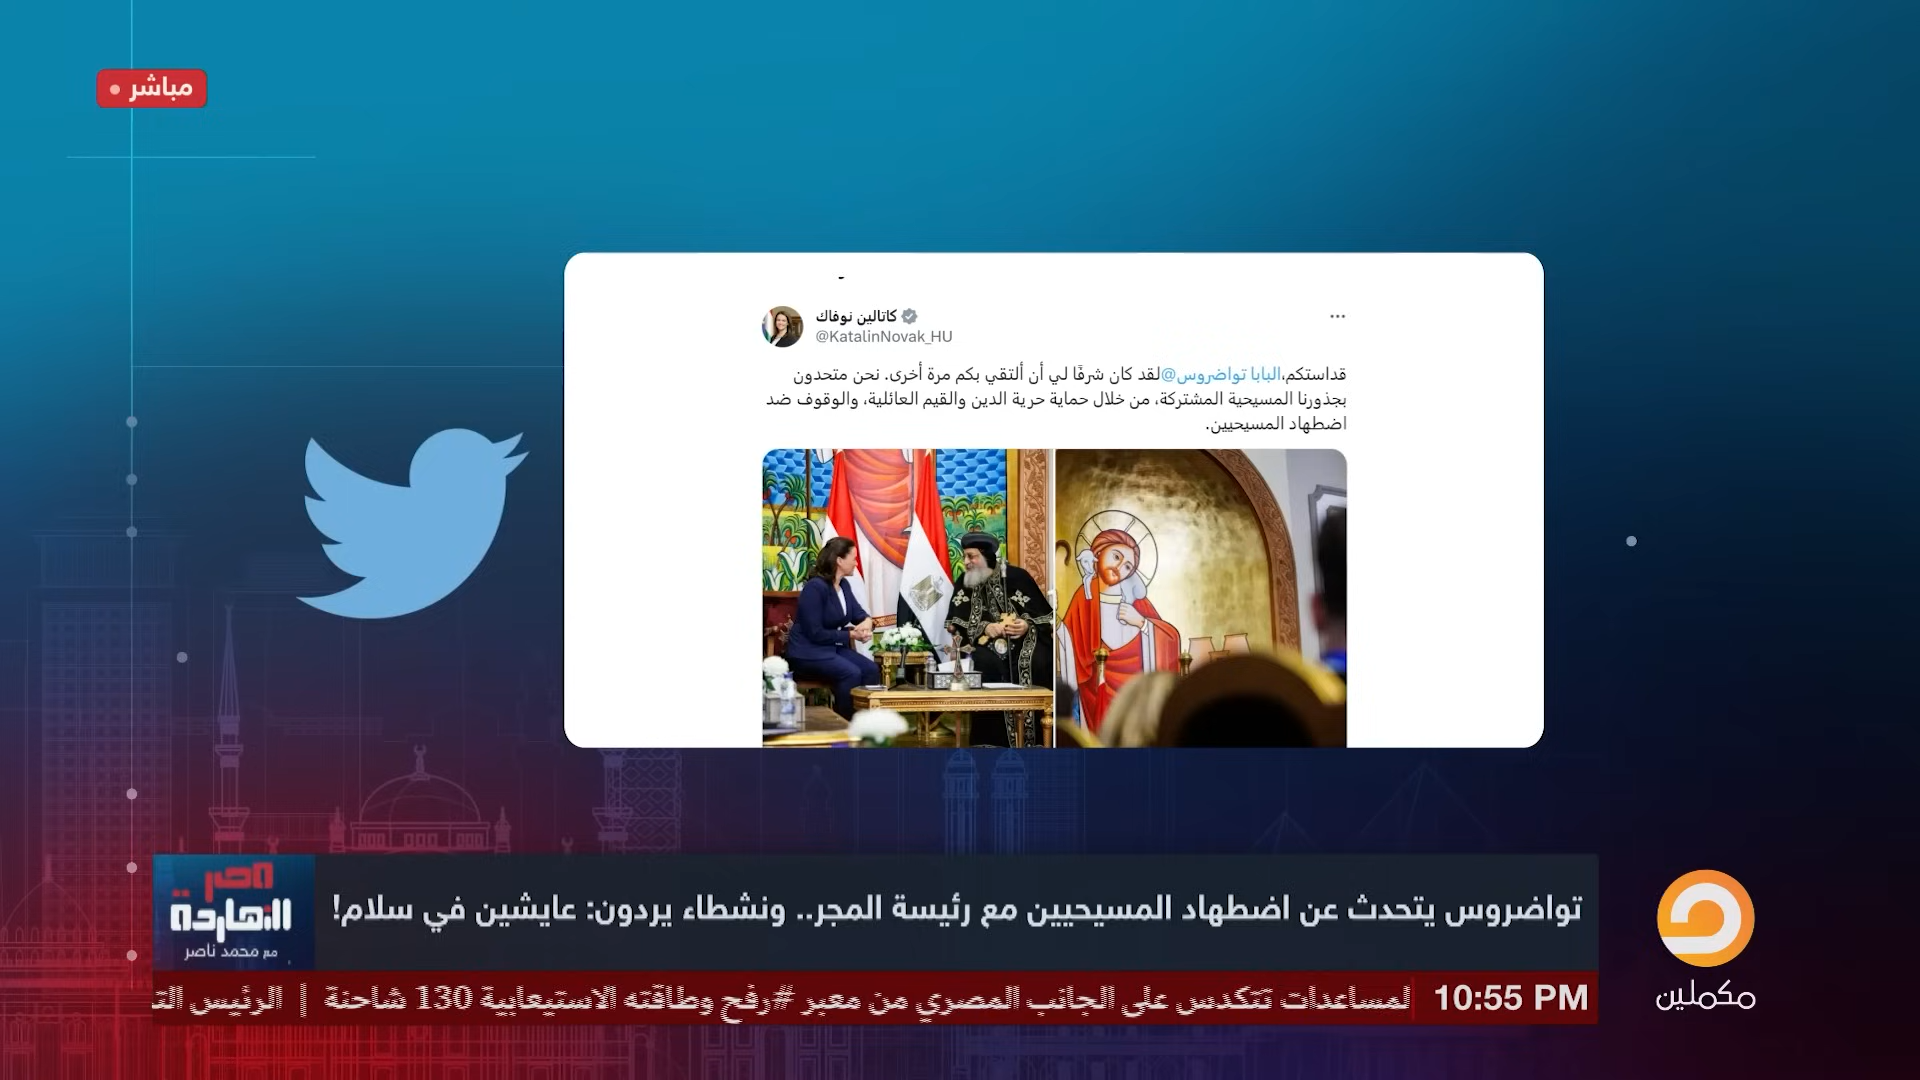 مباشر
كاتالين نوفاك
@KatalinNovak_HU
قداستكم،البابا تواضروس@لقد كان شرفًا لي أن ألتقي بكم مرة أخرى. نحن متحدون
بجذورنا المسيحية المشتركة، من خلال حماية حرية الدين والقيم العائلية، والوقوف ضد
اضطهاد المسيحيين.
مصر
النهاردة
مع محمد ناصر
تواضروس يتحدث عن اضطهاد المسيحيين مع رئيسة المجر.. ونشطاء يردون: عايشين في سلام!
10:55 PM
لمساعدات تتكدس على الجانب المصري من معبر #رفح وطاقته الاستيعابية 130 شاحنة | الرئيس
مكملين